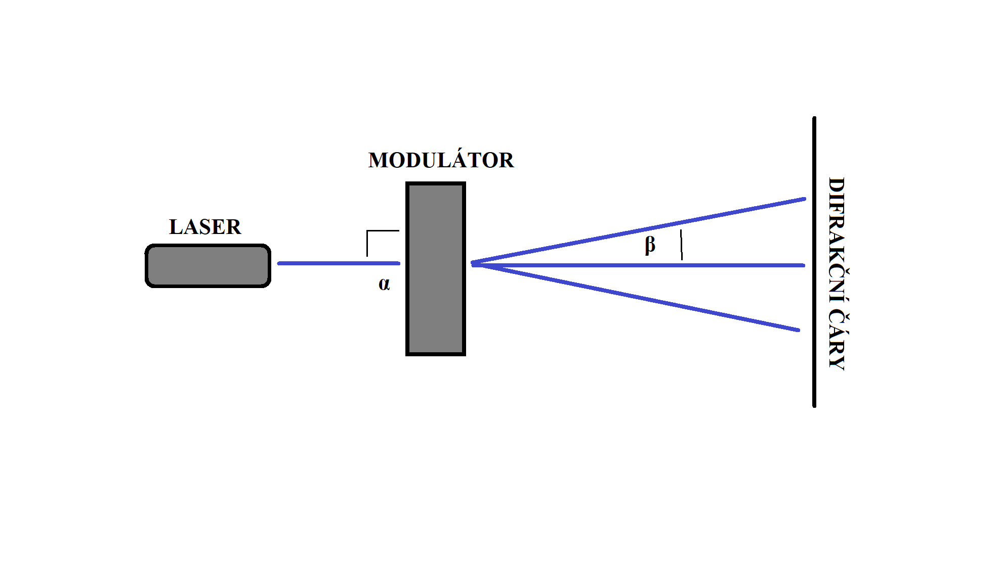 MODULÁTOR
LASER
α
β
DIFRAKČNÍ ČÁRY